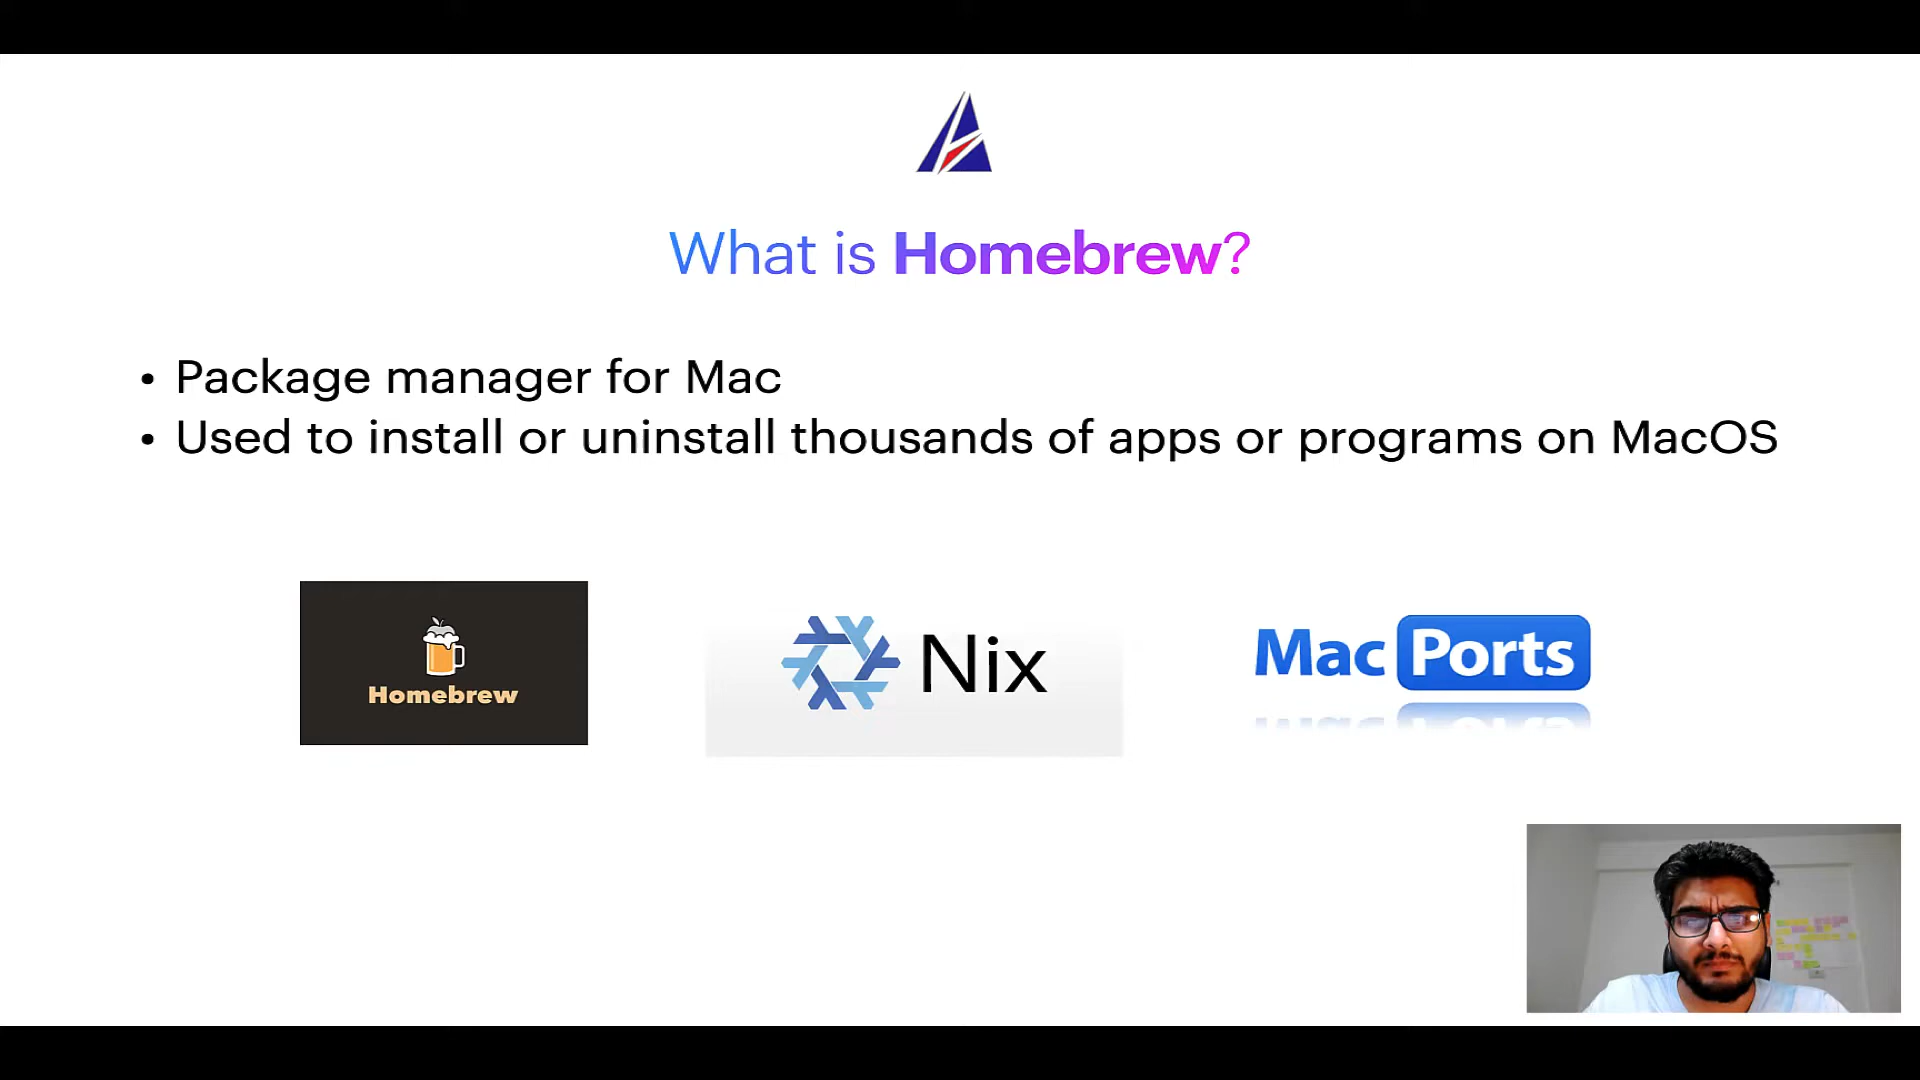 What is Homebrew?
• Package manager for Mac
• Used to install or uninstall thousands of apps or programs on MacOS
Homebrew
Nix
Mac Ports